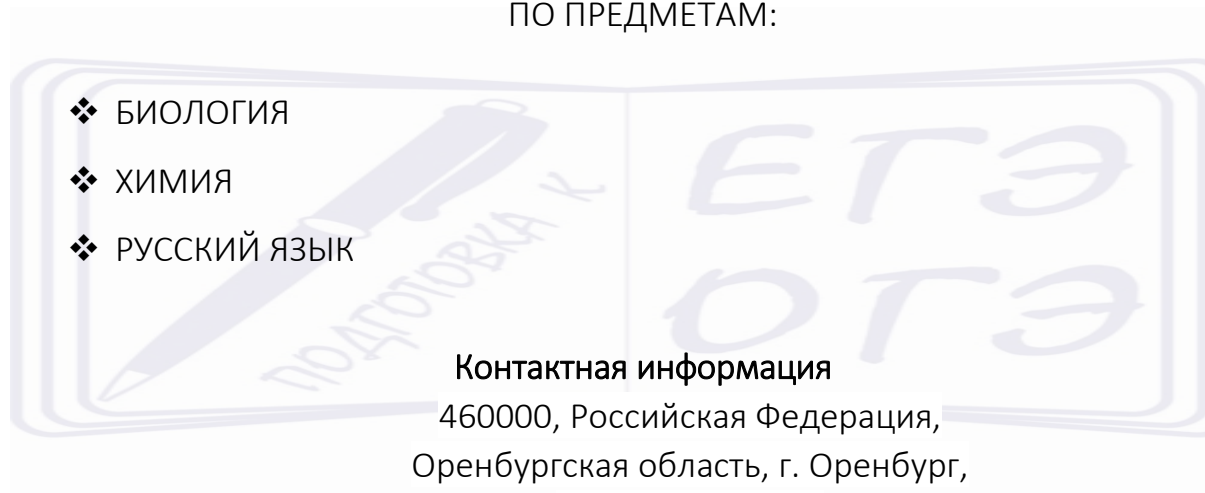 ПО ПРЕДМЕТАМ:
❖ БИОЛОГИЯ
❖ ХИМИЯ
❖ РУССКИЙ ЯЗЫК
ПОДГОТОВКА К
ЕГЭ
ОГЭ
Контактная информация
460000, Российская Федерация,
Оренбургская область, г. Оренбург,